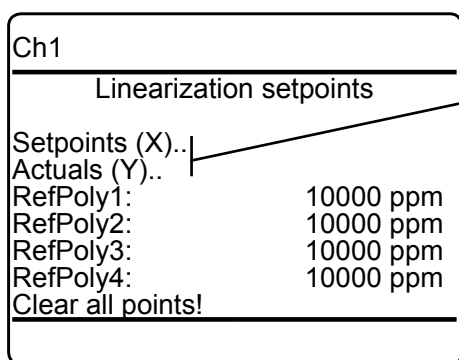 Ch1
Linearization setpoints
Setpoints (X)..
Actuals (Y)..
RefPoly1: 10000 ppm
RefPoly2: 10000 ppm
RefPoly3: 10000 ppm
RefPoly4: 10000 ppm
Clear all points!